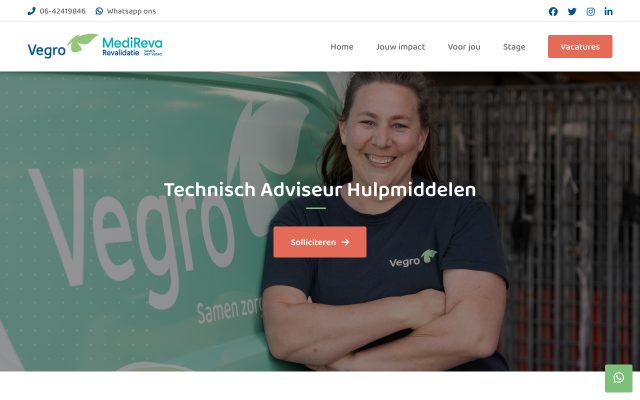 06-42419846 Whatsapp ons
Vegro MediReva
Revalidatie
Home Jouw impact Voor jou Stage Vacatures
Technisch Adviseur Hulpmiddelen
Solliciteren
Vegro
Samen zorg
Vegro